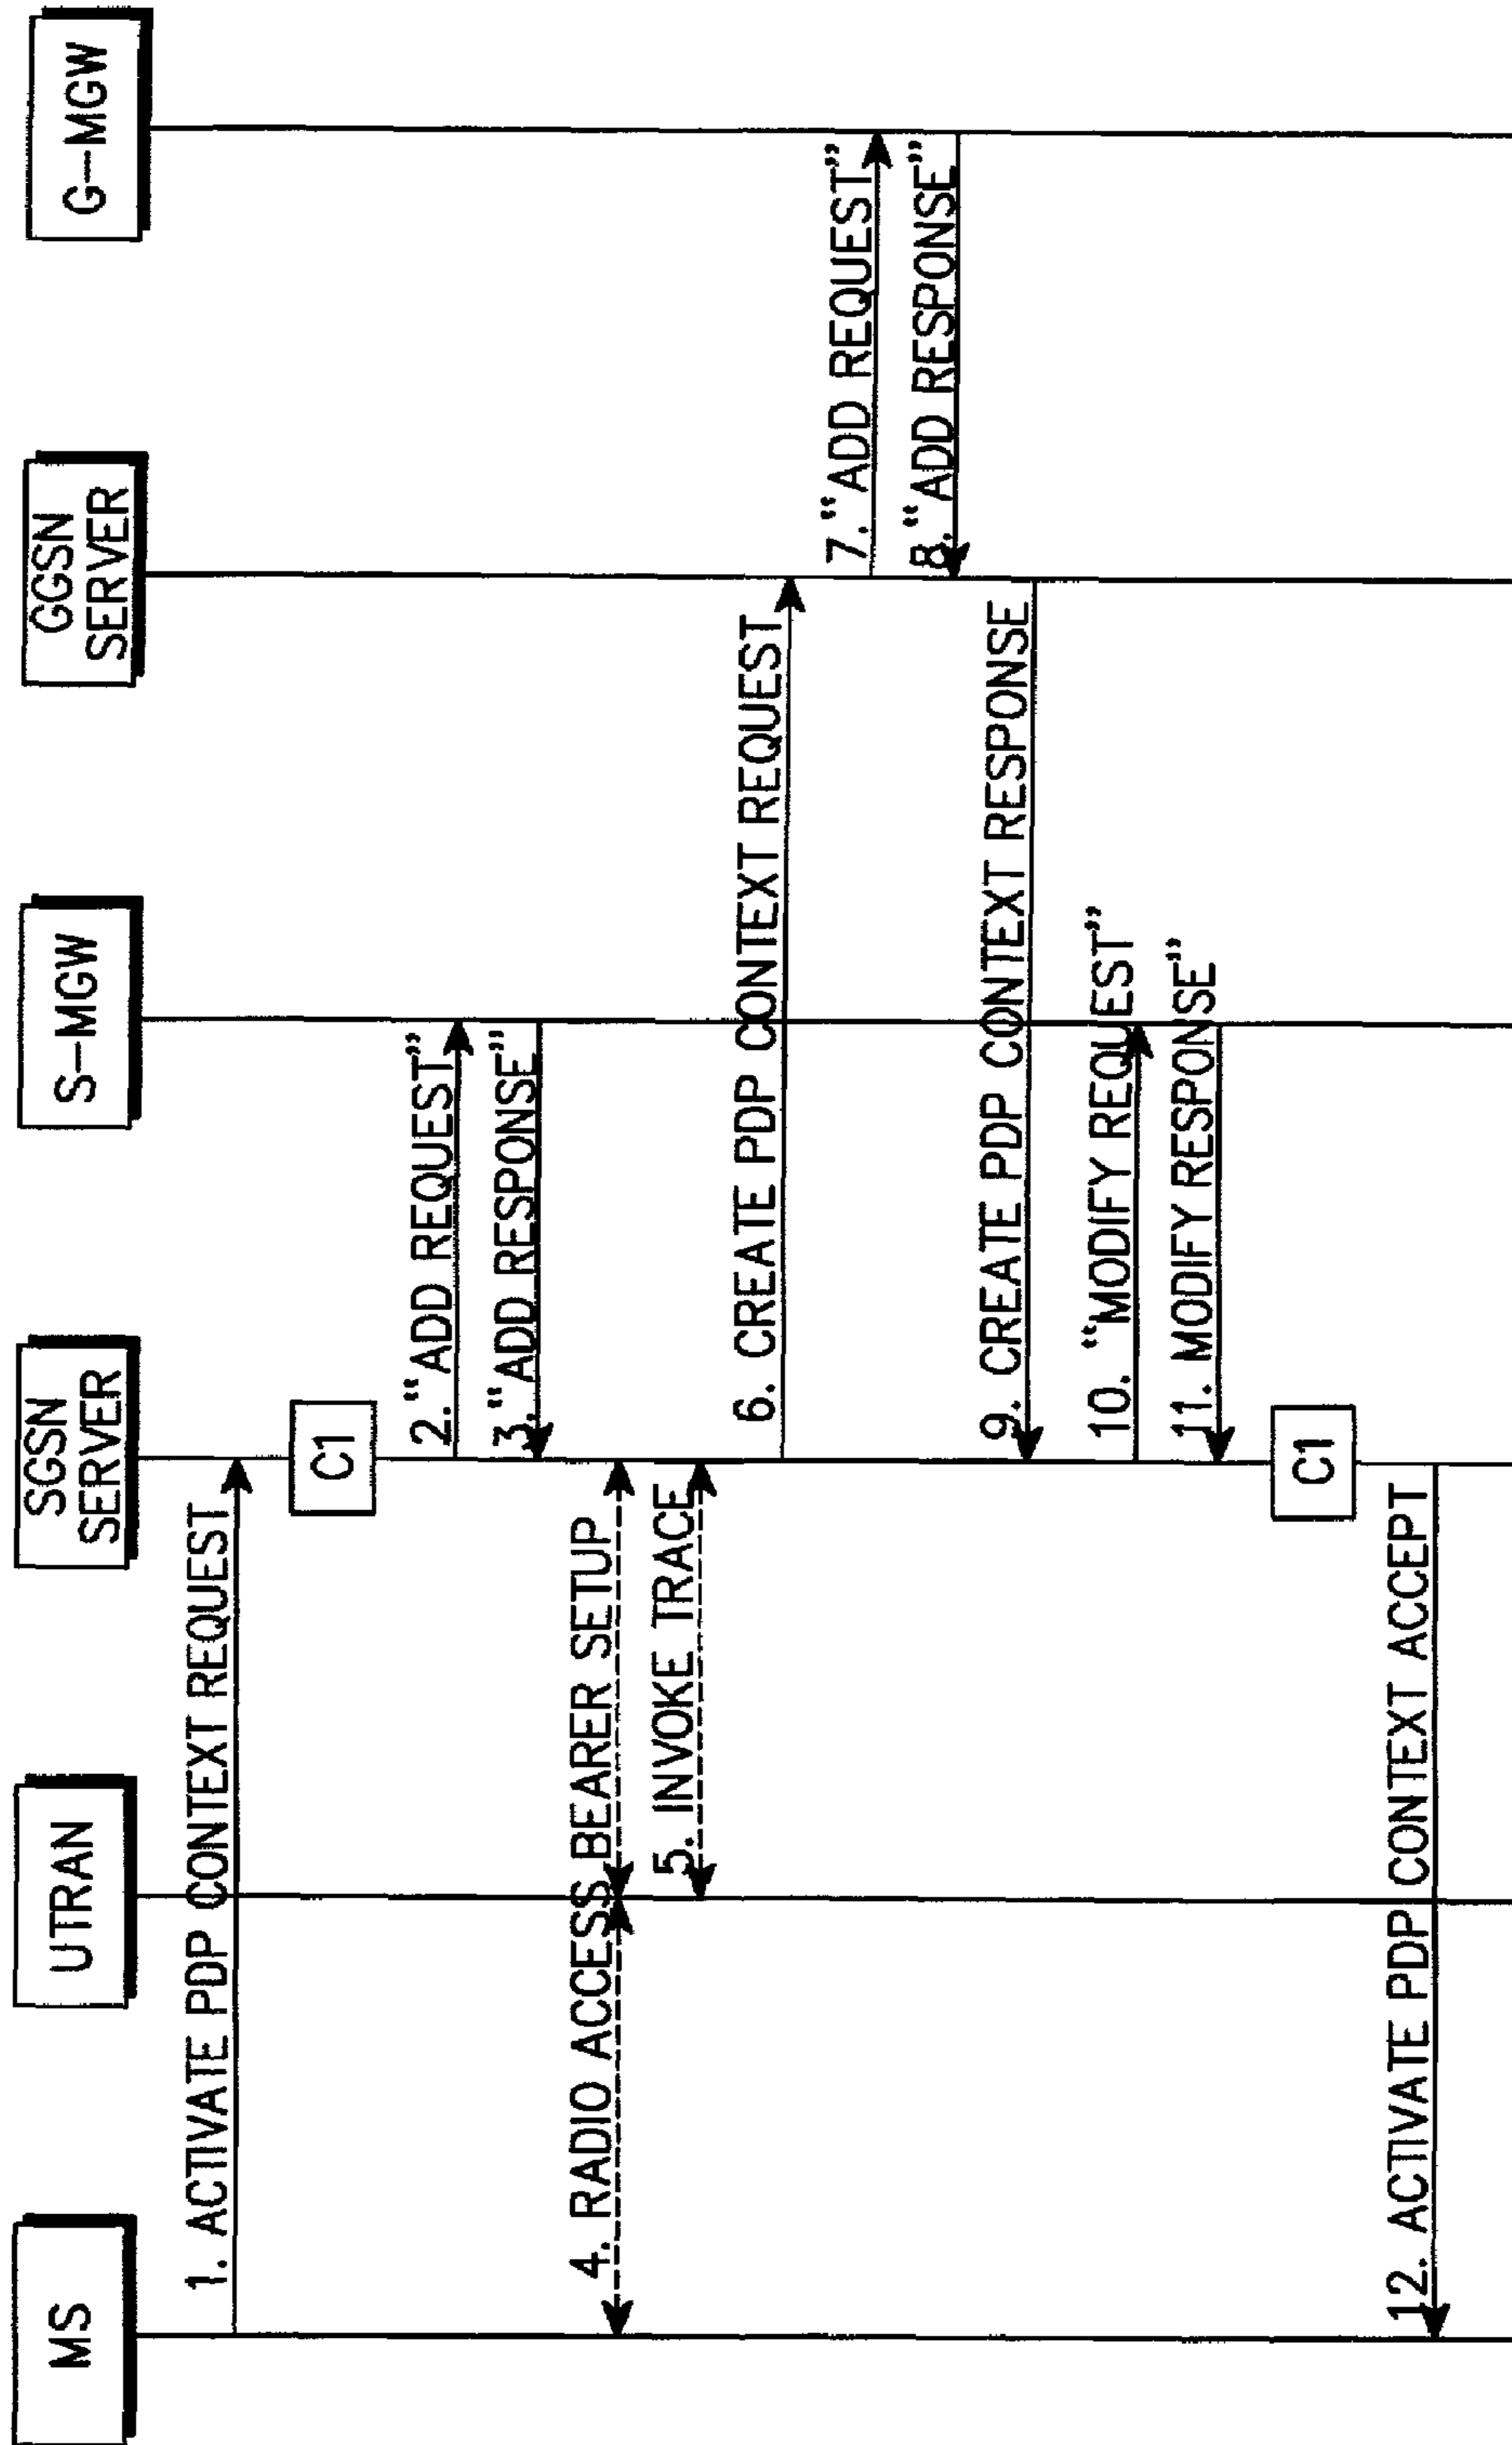 MS
UTRAN
SGSN
SERVER
S-MGW
GGSN
SERVER
G-MGW
1. ACTIVATE PDP CONTEXT REQUEST
C1
2. "ADD REQUEST"
3. "ADD RESPONSE"
4. RADIO ACCESS BEARER SETUP
5. INVOKE TRACE
6. CREATE PDP CONTEXT REQUEST
7. "ADD REQUEST"
8. "ADD RESPONSE"
9. CREATE PDP CONTEXT RESPONSE
10. "MODIFY REQUEST"
11. MODIFY RESPONSE"
C1
12. ACTIVATE PDP CONTEXT ACCEPT